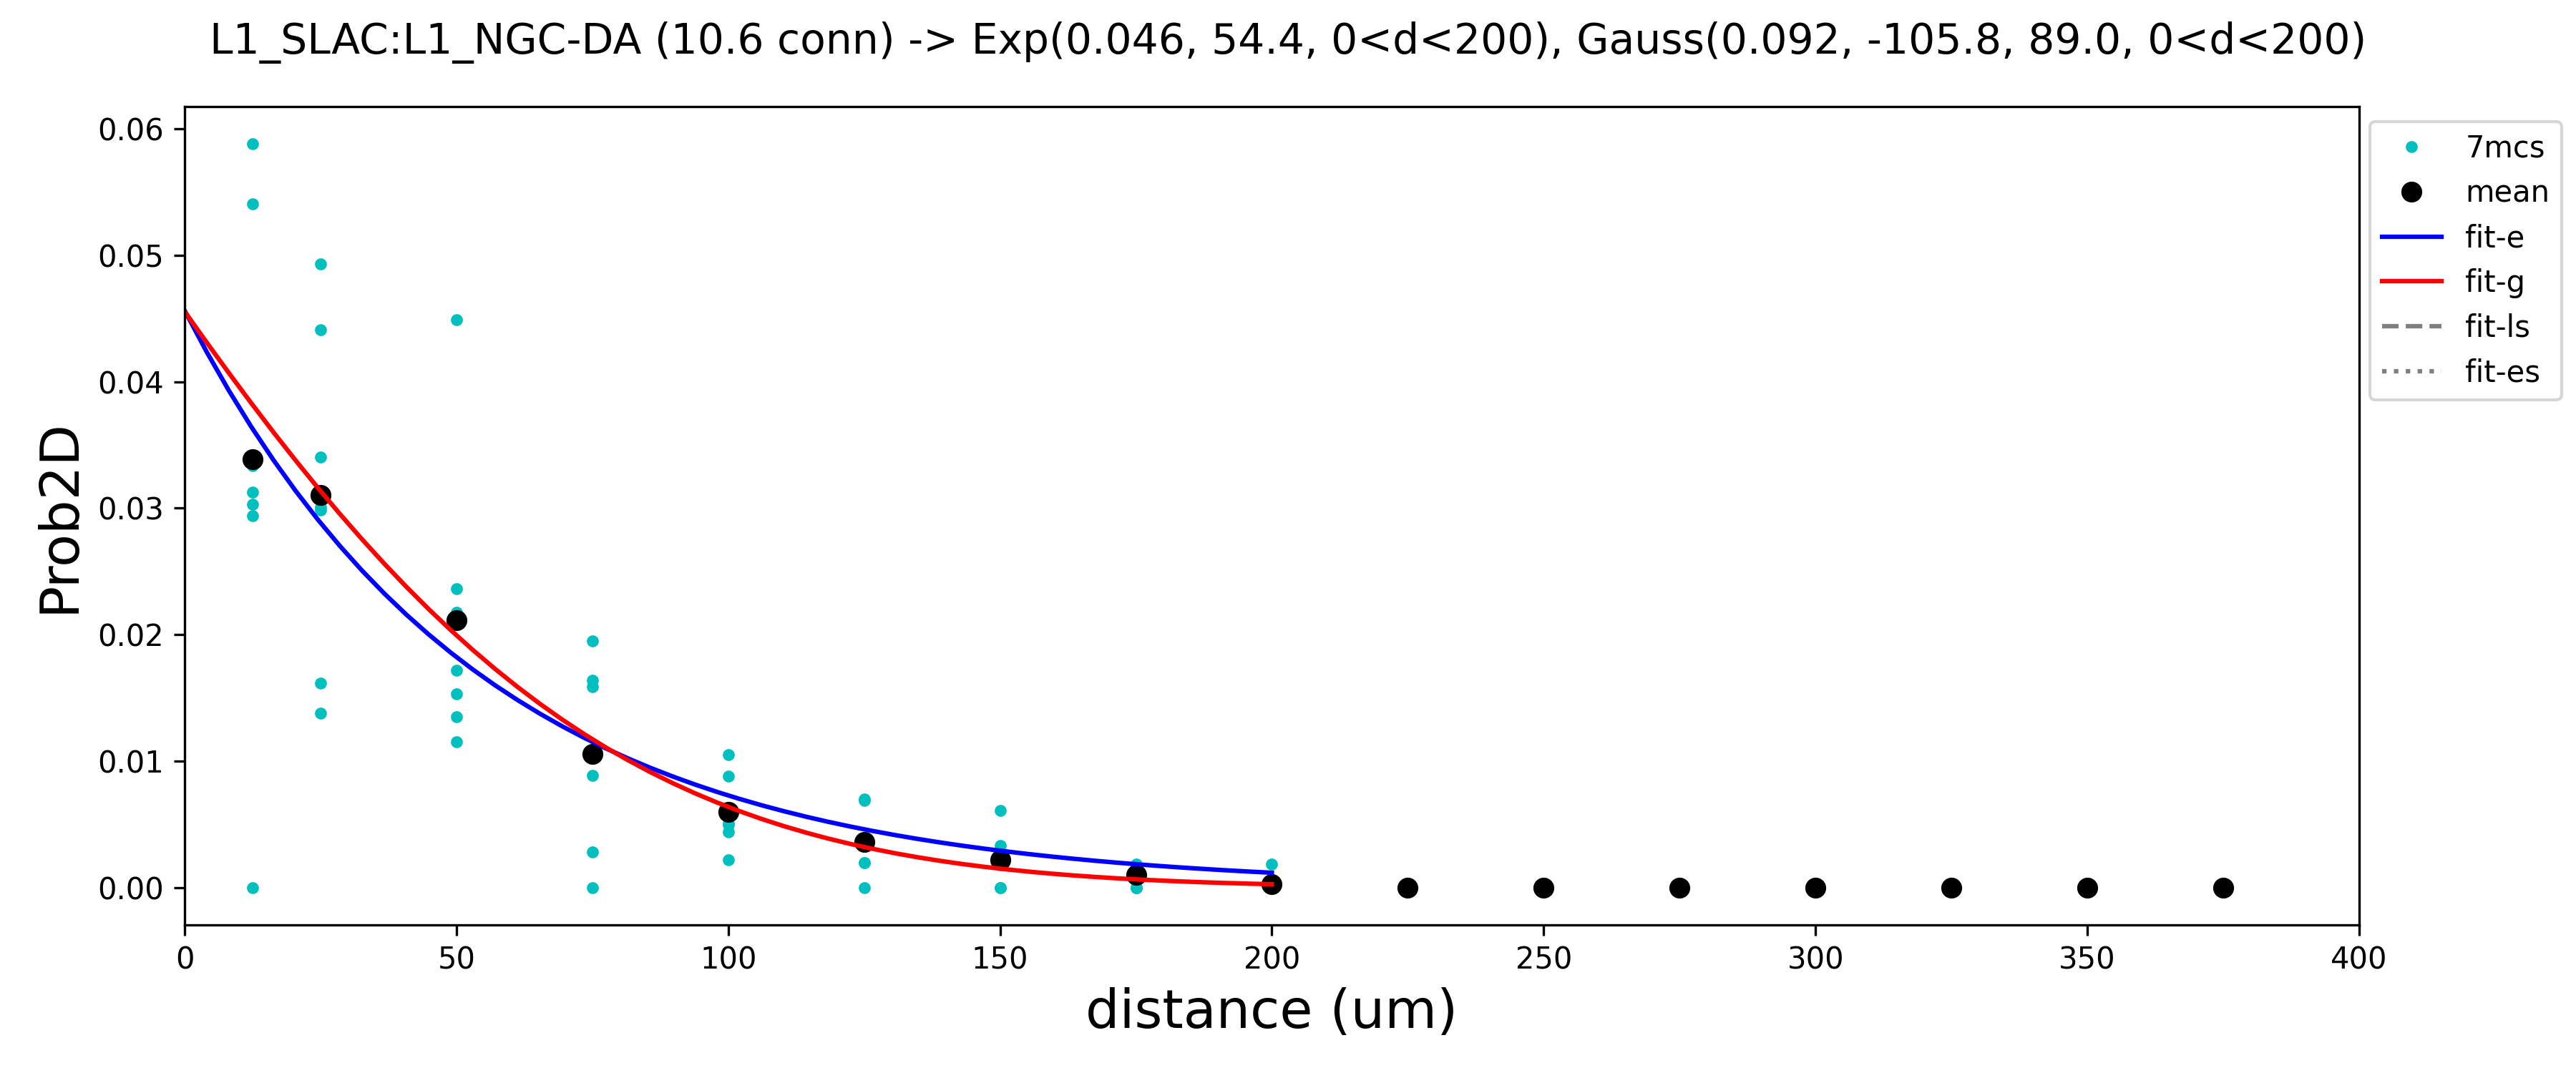 L1_SLAC:L1_NGC-DA (10.6 conn) -> Exp(0.046, 54.4, 0<d<200), Gauss(0.092, -105.8, 89.0, 0<d<200)
0.06
0.05
0.04
0.03
0.02
0.01
0.00
Prob2D
0 50 100 150 200 250 300 350 400
distance (um)
7mcs
mean
fit-e
fit-g
fit-ls
fit-es